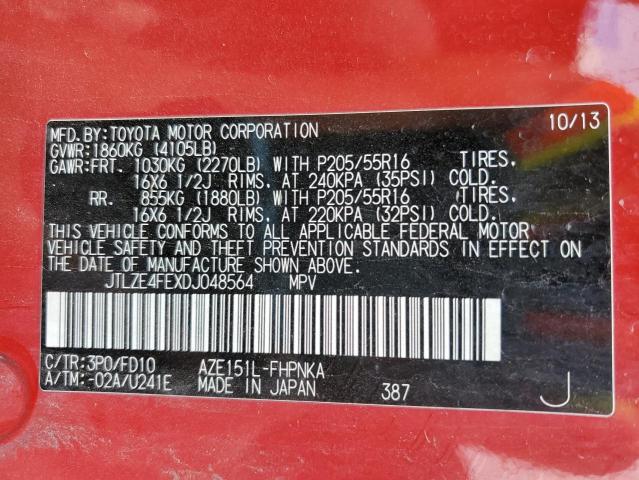 MFD.BY:TOYOTA MOTOR CORPORATION 10/13
GVWR:1860KG (4105LB)
GAWR:FRT. 1030KG (2270LB) WITH P205/55R16 TIRES,
16X6 1/2J RIMS, AT 240KPA (35PSI) COLD.
RR. 855KG (1880LB) WITH P205/55R16 TIRES,
16X6 1/2J RIMS, AT 220KPA (32PSI) COLD.
THIS VEHICLE CONFORMS TO ALL APPLICABLE FEDERAL MOTOR
VEHICLE SAFETY AND THEFT PREVENTION STANDARDS IN EFFECT ON
THE DATE OF MANUFACTURE SHOWN ABOVE.
JTLZE4FEXDJ048564 MPV
C/TR:3P0/FD10 AZE151L-FHPNKA
A/TM:-02A/U241E MADE IN JAPAN 387 J